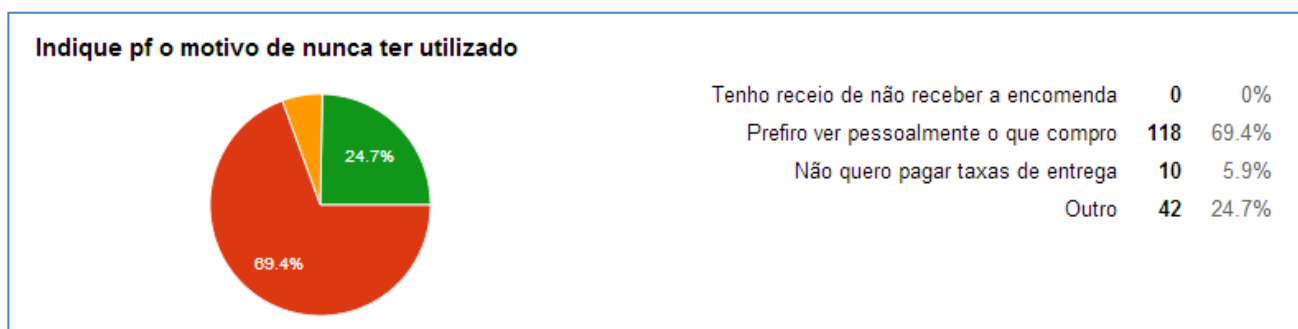 Indique pf o motivo de nunca ter utilizado
24.7%
69.4%
Tenho receio de não receber a encomenda 0 0%
Prefiro ver pessoalmente o que compro 118 69.4%
Não quero pagar taxas de entrega 10 5.9%
Outro 42 24.7%